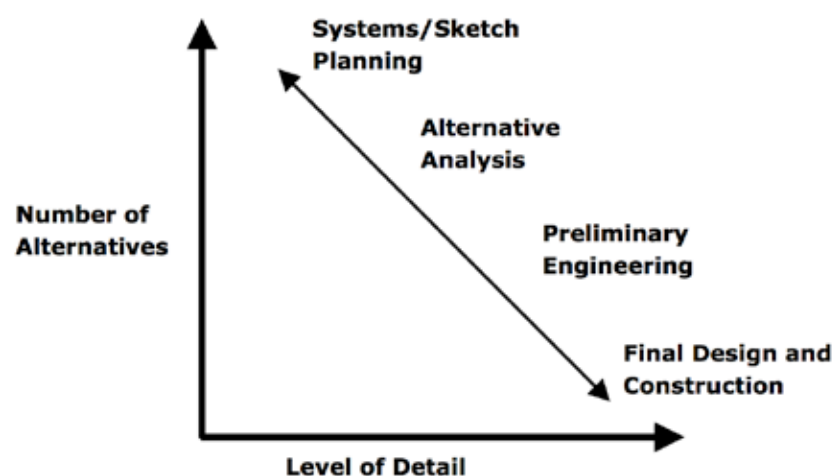 Systems/Sketch
Planning
Alternative
Analysis
Number of
Alternatives
Preliminary
Engineering
Final Design and
Construction
Level of Detail